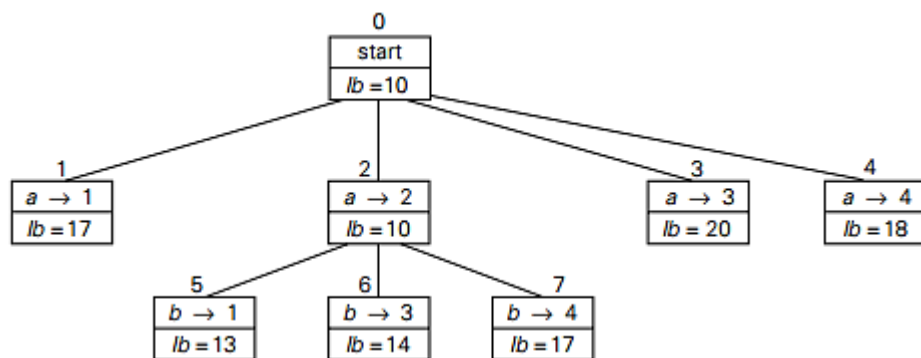 0
start
lb = 10
1 2 3 4
a → 1 a → 2 a → 3 a → 4
lb = 17 lb = 10 lb = 20 lb = 18
5 6 7
b → 1 b → 3 b → 4
lb = 13 lb = 14 lb = 17